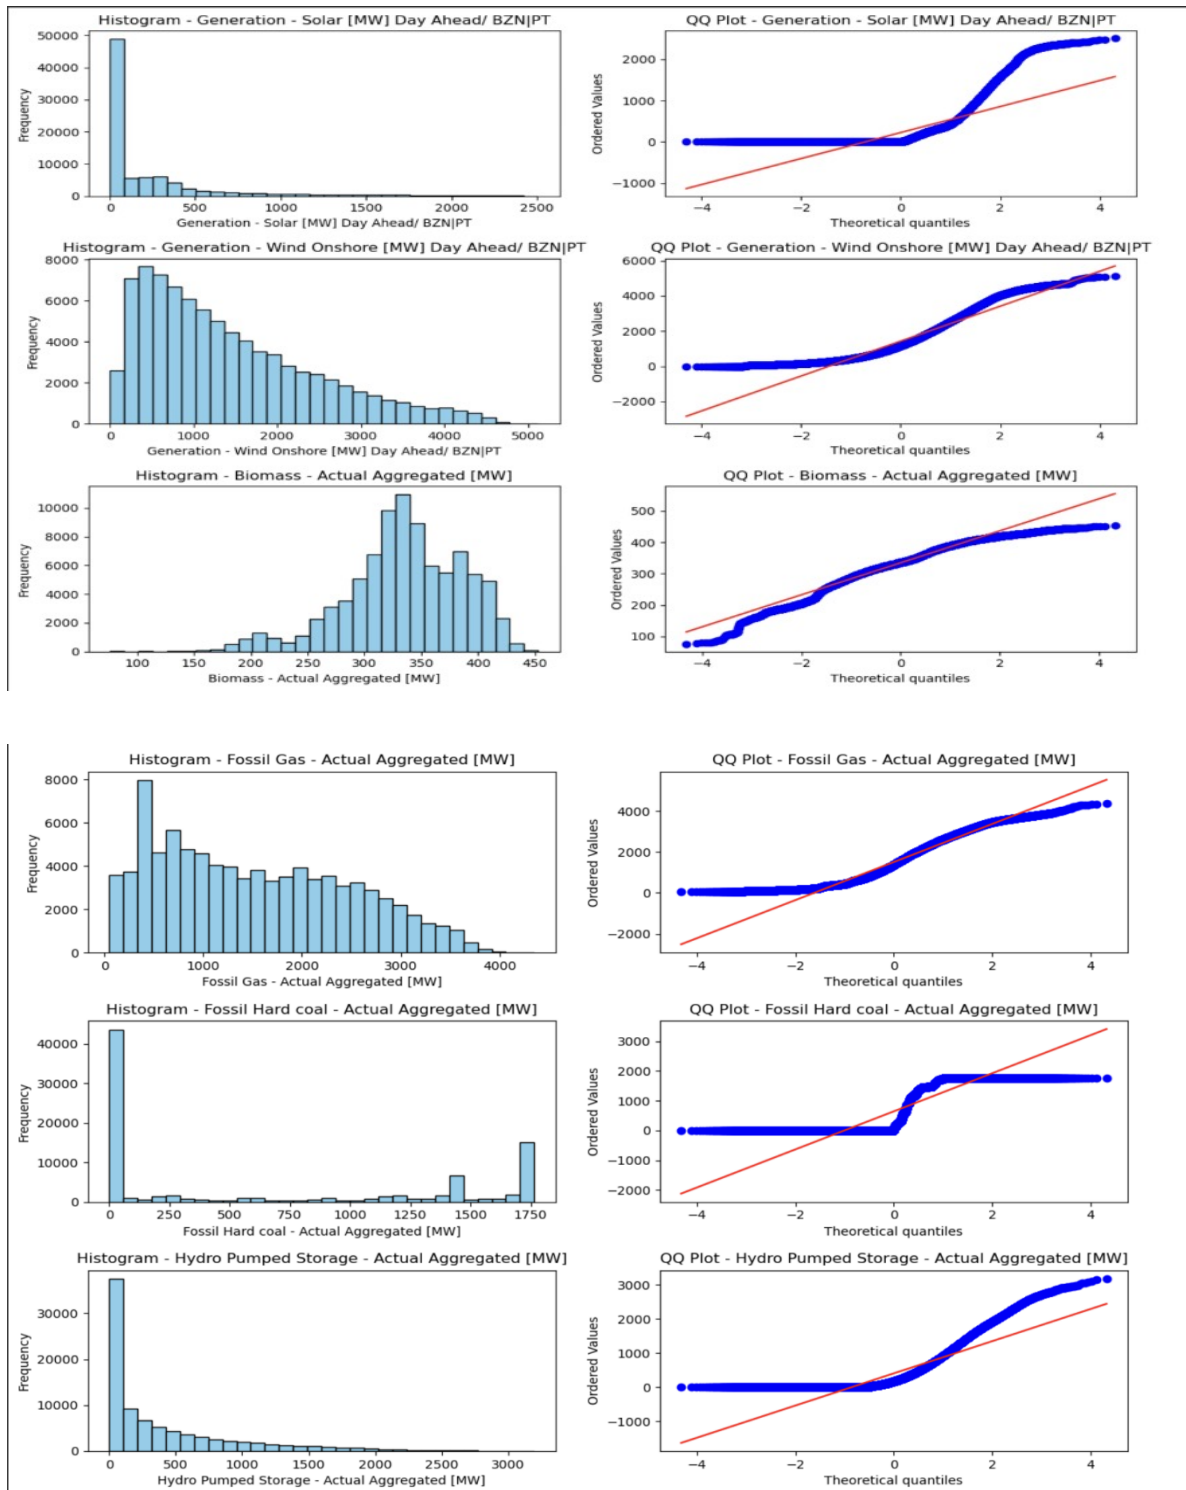 Histogram - Generation - Solar [MW] Day Ahead/ BZN|PT
QQ Plot - Generation - Solar [MW] Day Ahead/ BZN|PT
50000
40000
30000
20000
10000
0
Frequency
0 500 1000 1500 2000 2500
Generation - Solar [MW] Day Ahead/ BZN|PT
2000
1000
0
−1000
Ordered Values
−4 −2 0 2 4
Theoretical quantiles
Histogram - Generation - Wind Onshore [MW] Day Ahead/ BZN|PT
QQ Plot - Generation - Wind Onshore [MW] Day Ahead/ BZN|PT
8000
6000
4000
2000
0
Frequency
0 1000 2000 3000 4000 5000
Generation - Wind Onshore [MW] Day Ahead/ BZN|PT
6000
4000
2000
0
−2000
Ordered Values
−4 −2 0 2 4
Theoretical quantiles
Histogram - Biomass - Actual Aggregated [MW]
QQ Plot - Biomass - Actual Aggregated [MW]
10000
8000
6000
4000
2000
0
Frequency
100 150 200 250 300 350 400 450
Biomass - Actual Aggregated [MW]
500
400
300
200
100
Ordered Values
−4 −2 0 2 4
Theoretical quantiles
Histogram - Fossil Gas - Actual Aggregated [MW]
QQ Plot - Fossil Gas - Actual Aggregated [MW]
8000
6000
4000
2000
0
Frequency
0 1000 2000 3000 4000
Fossil Gas - Actual Aggregated [MW]
4000
2000
0
−2000
Ordered Values
−4 −2 0 2 4
Theoretical quantiles
Histogram - Fossil Hard coal - Actual Aggregated [MW]
QQ Plot - Fossil Hard coal - Actual Aggregated [MW]
40000
30000
20000
10000
0
Frequency
0 250 500 750 1000 1250 1500 1750
Fossil Hard coal - Actual Aggregated [MW]
3000
2000
1000
0
−1000
−2000
Ordered Values
−4 −2 0 2 4
Theoretical quantiles
Histogram - Hydro Pumped Storage - Actual Aggregated [MW]
QQ Plot - Hydro Pumped Storage - Actual Aggregated [MW]
30000
20000
10000
0
Frequency
0 500 1000 1500 2000 2500 3000
Hydro Pumped Storage - Actual Aggregated [MW]
3000
2000
1000
0
−1000
Ordered Values
−4 −2 0 2 4
Theoretical quantiles